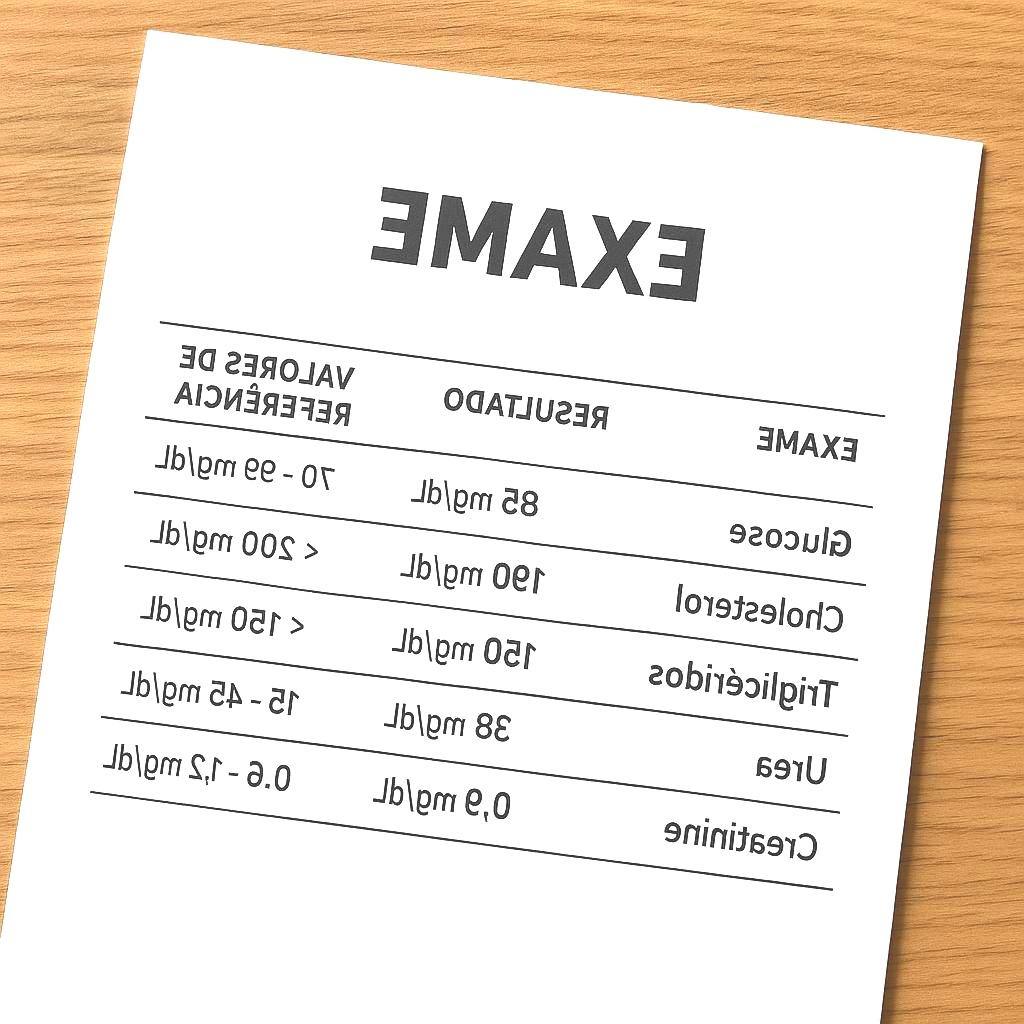 EXAME
EXAME RESULTADO VALORES DE REFERÊNCIA
Glucose 85 mg/dL 70 - 99 mg/dL
Cholesterol 190 mg/dL < 200 mg/dL
Triglicéridos 150 mg/dL < 150 mg/dL
Urea 38 mg/dL 15 - 45 mg/dL
Creatinine 0,9 mg/dL 0.6 - 1,2 mg/dL